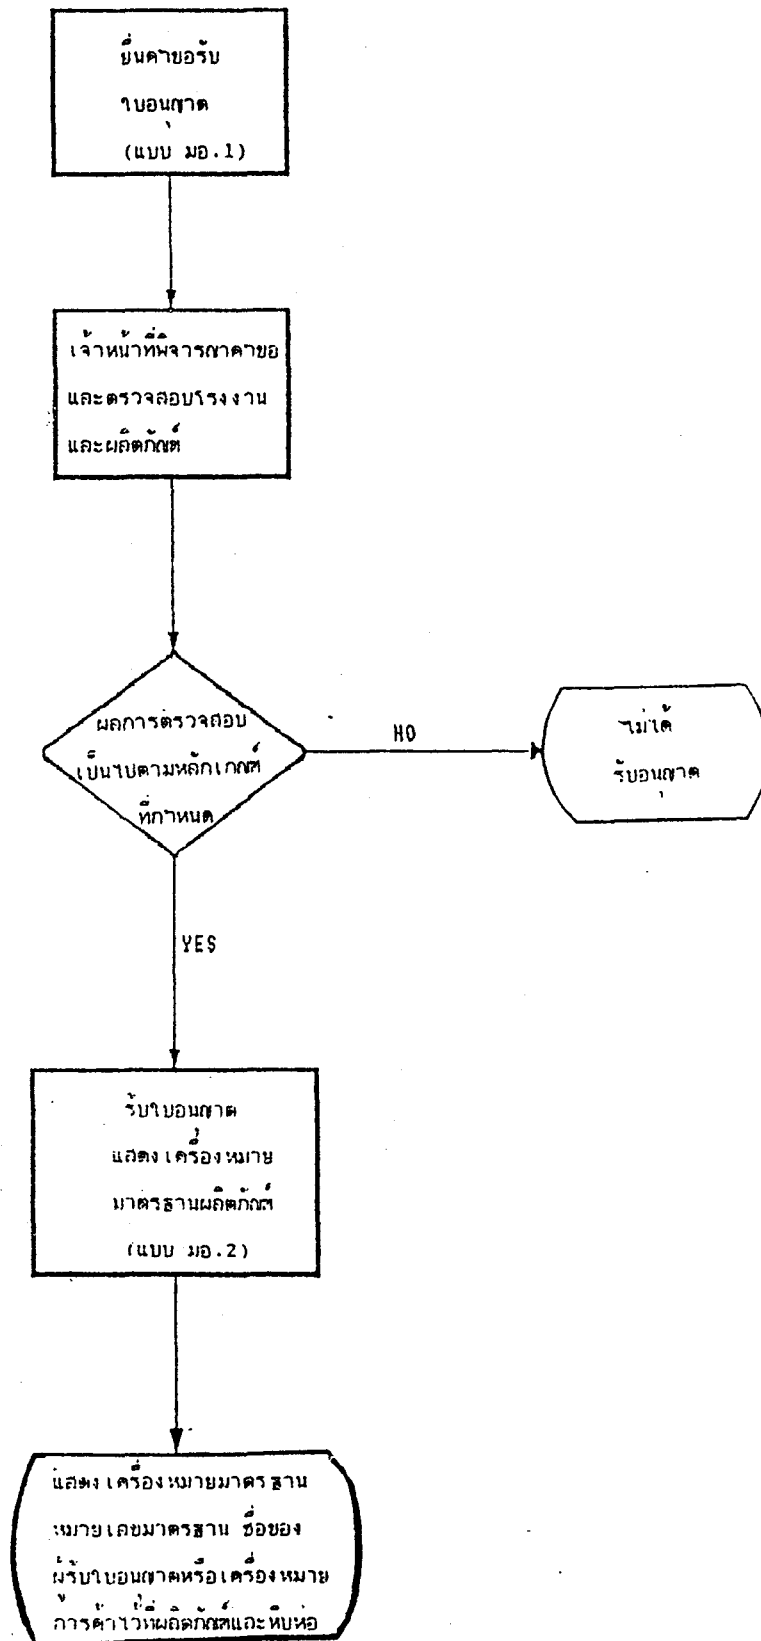 ยื่นคำขอรับ
ใบอนุญาต
(แบบ มอ.1)
เจ้าหน้าที่พิจารณาคำขอ
และตรวจสอบโรงงาน
และผลิตภัณฑ์
ผลการตรวจสอบ
เป็นไปตามหลักเกณฑ์
ที่กำหนด
NO
ไม่ได้
รับอนุญาต
YES
รับใบอนุญาต
แสดงเครื่องหมาย
มาตรฐานผลิตภัณฑ์
(แบบ มอ.2)
แสดงเครื่องหมายมาตรฐาน
หมายเลขมาตรฐาน ชื่อของ
ผู้รับใบอนุญาตหรือเครื่องหมาย
การค้าไว้ที่ผลิตภัณฑ์และหีบห่อ